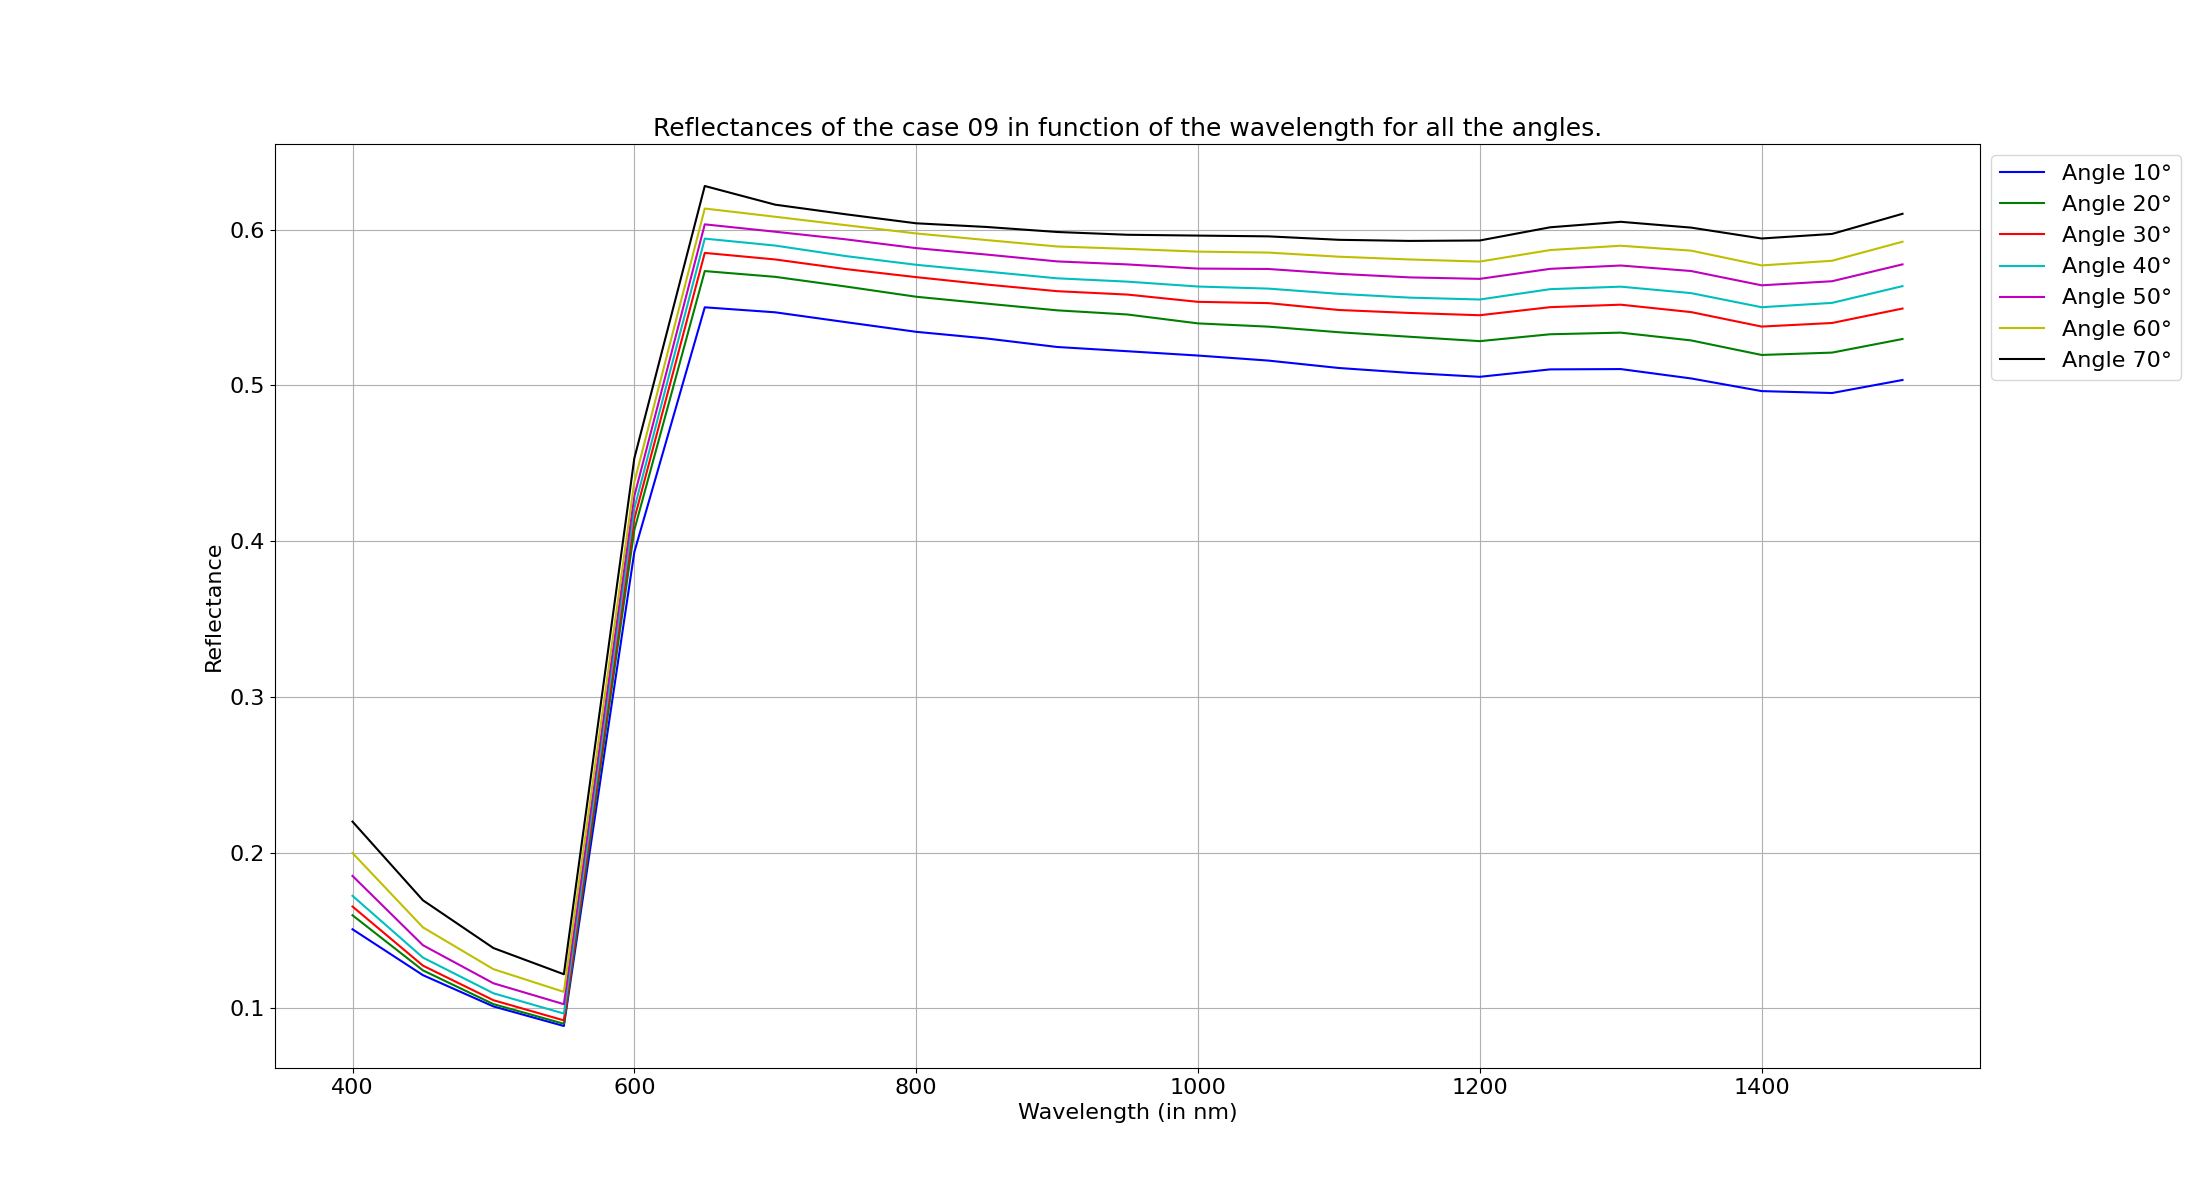 Reflectances of the case 09 in function of the wavelength for all the angles.
Angle 10°
Angle 20°
Angle 30°
Angle 40°
Angle 50°
Angle 60°
Angle 70°
Reflectance
0.6
0.5
0.4
0.3
0.2
0.1
400 600 800 1000 1200 1400
Wavelength (in nm)